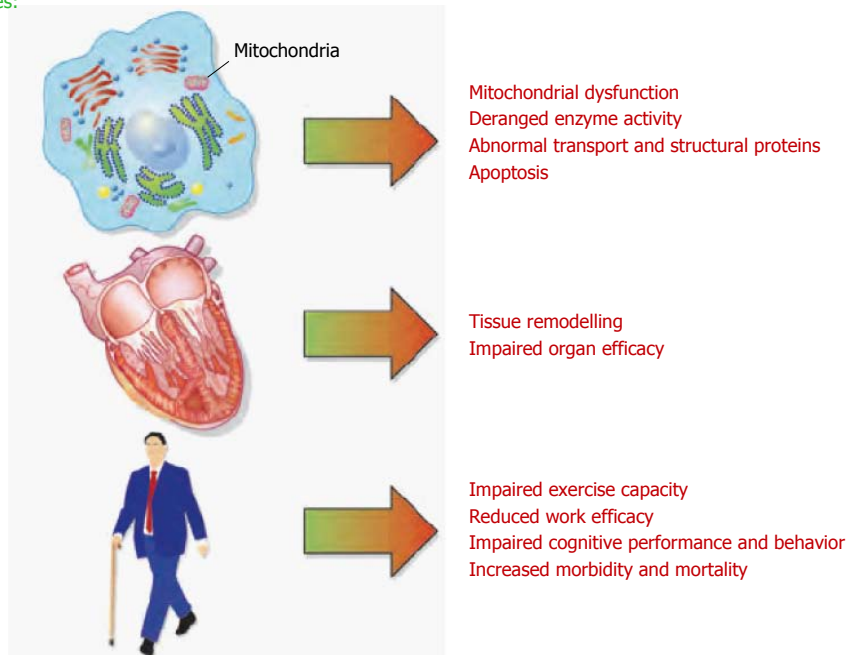 es:
Mitochondria
Mitochondrial dysfunction
Deranged enzyme activity
Abnormal transport and structural proteins
Apoptosis
Tissue remodelling
Impaired organ efficacy
Impaired exercise capacity
Reduced work efficacy
Impaired cognitive performance and behavior
Increased morbidity and mortality